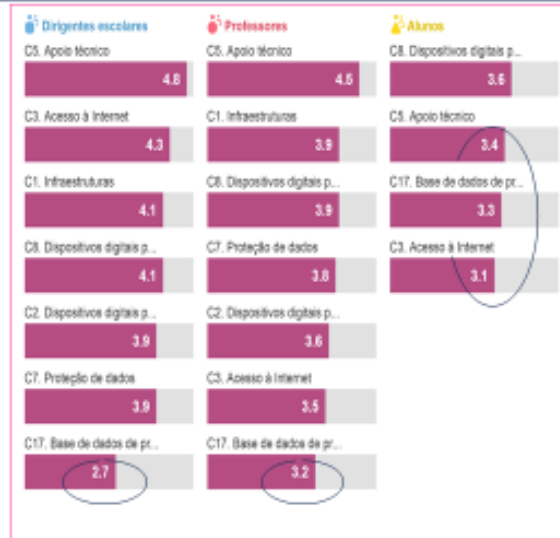 Dirigentes escolares
C5. Apoio técnico
4.8
C3. Acesso à Internet
4.3
C1. Infraestruturas
4.1
C8. Dispositivos digitais p...
4.1
C2. Dispositivos digitais p...
3.9
C7. Proteção de dados
3.9
C17. Base de dados de pr...
2.7
Professores
C5. Apoio técnico
4.5
C1. Infraestruturas
3.9
C8. Dispositivos digitais p...
3.9
C7. Proteção de dados
3.8
C2. Dispositivos digitais p...
3.6
C3. Acesso à Internet
3.5
C17. Base de dados de pr...
3.2
Alunos
C8. Dispositivos digitais p...
3.6
C5. Apoio técnico
3.4
C17. Base de dados de pr...
3.3
C3. Acesso à Internet
3.1